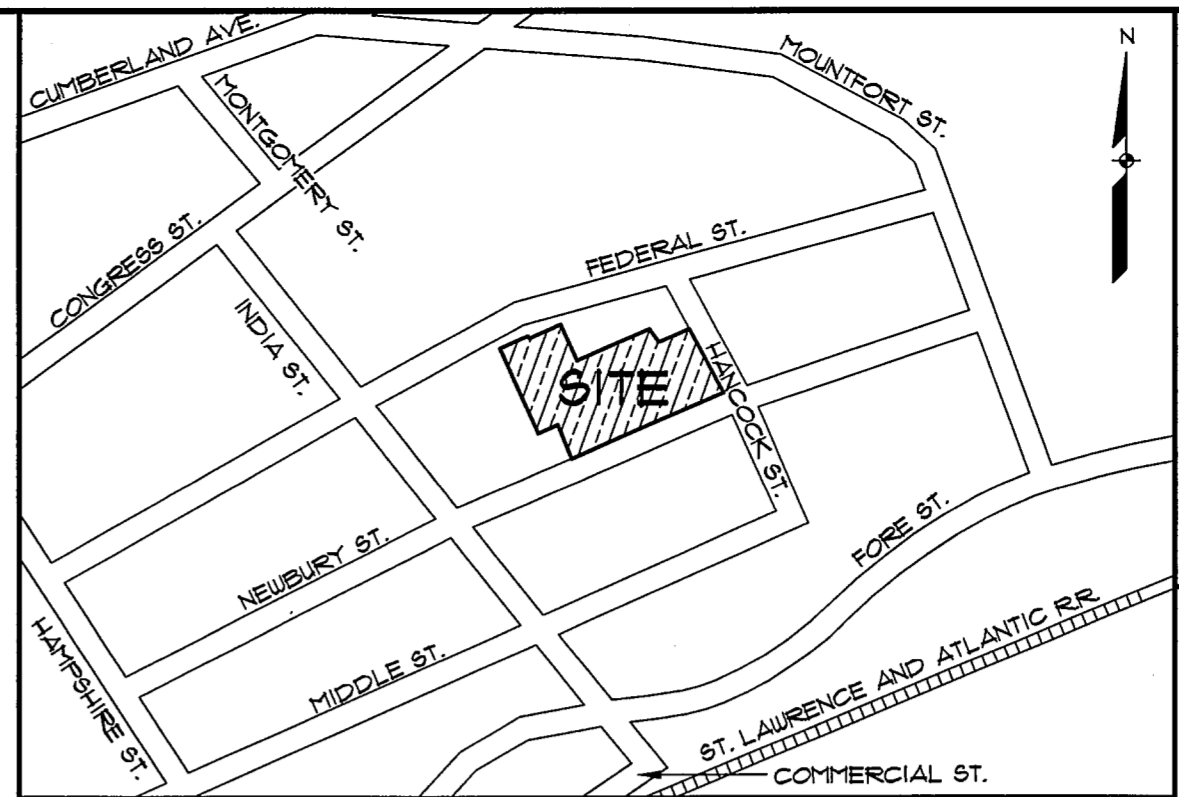 CUMBERLAND AVE.
MONTGOMERY ST.
MOUNTFORT ST.
N
CONGRESS ST.
INDIA ST.
FEDERAL ST.
SITE
HANCOCK ST.
NEWBURY ST.
FORE ST.
HAMPSHIRE ST.
MIDDLE ST.
ST. LAWRENCE AND ATLANTIC RR
COMMERCIAL ST.